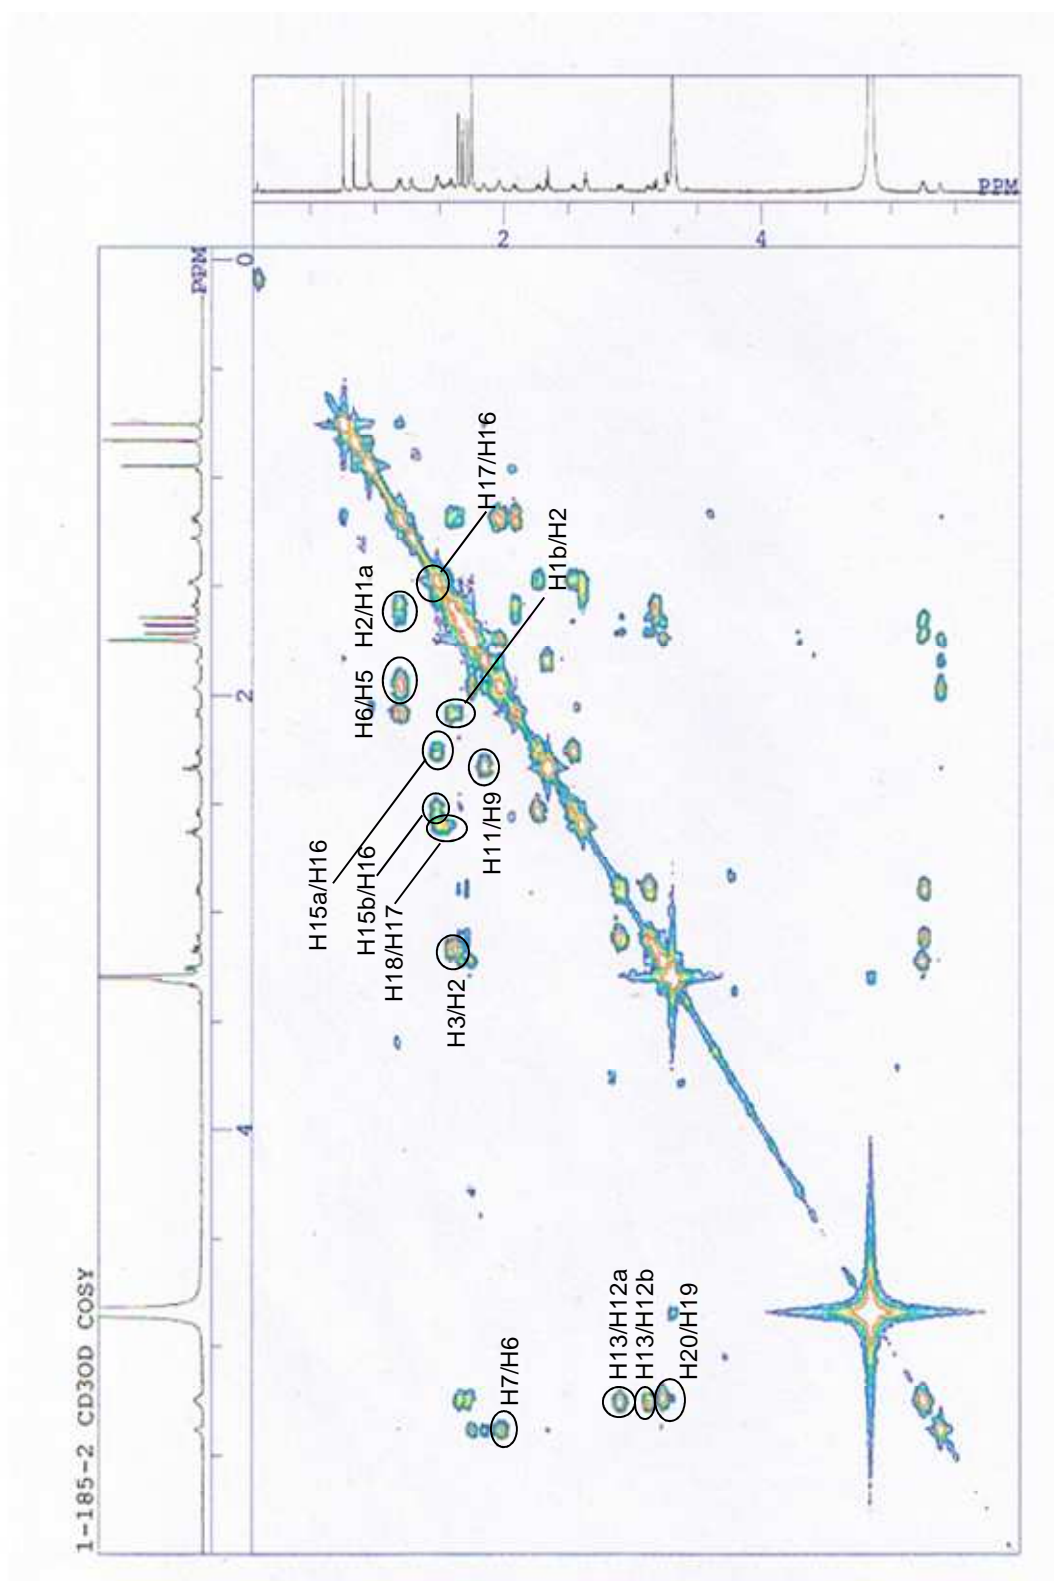 1-185-2 CD3OD COSY
PPM
2
4
PPM
0
2
4
H17/H16
H1b/H2
H2/H1a
H6/H5
H15a/H16
H15b/H16
H18/H17
H11/H9
H3/H2
H7/H6
H13/H12a
H13/H12b
H20/H19